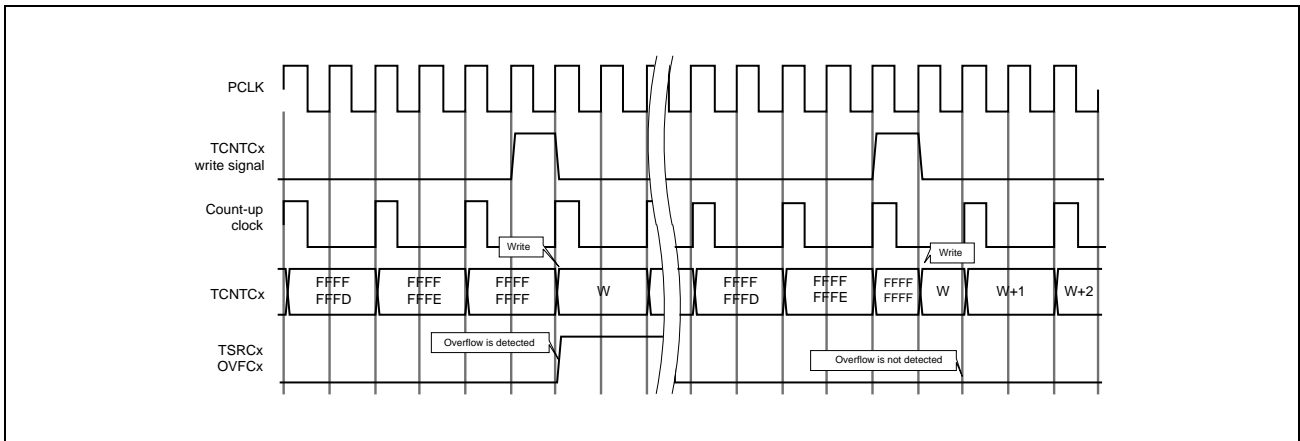 PCLK
TCNTCx
write signal
Count-up
clock
Write
Write
TCNTCx
FFFF
FFFD
FFFF
FFFE
FFFF
FFFF
W
FFFF
FFFD
FFFF
FFFE
FFFF
FFFF
W
W+1
W+2
TSRCx
OVFCx
Overflow is detected
Overflow is not detected